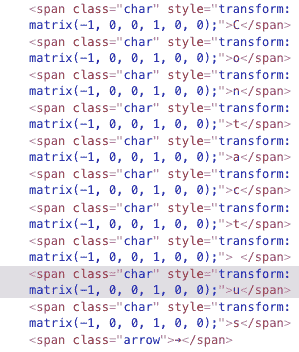 <span class="char" style="transform:
matrix(-1, 0, 0, 1, 0, 0);">C</span>
<span class="char" style="transform:
matrix(-1, 0, 0, 1, 0, 0);">o</span>
<span class="char" style="transform:
matrix(-1, 0, 0, 1, 0, 0);">n</span>
<span class="char" style="transform:
matrix(-1, 0, 0, 1, 0, 0);">t</span>
<span class="char" style="transform:
matrix(-1, 0, 0, 1, 0, 0);">a</span>
<span class="char" style="transform:
matrix(-1, 0, 0, 1, 0, 0);">c</span>
<span class="char" style="transform:
matrix(-1, 0, 0, 1, 0, 0);">t</span>
<span class="char" style="transform:
matrix(-1, 0, 0, 1, 0, 0);"> </span>
<span class="char" style="transform:
matrix(-1, 0, 0, 1, 0, 0);">u</span>
<span class="char" style="transform:
matrix(-1, 0, 0, 1, 0, 0);">s</span>
<span class="arrow">→</span>